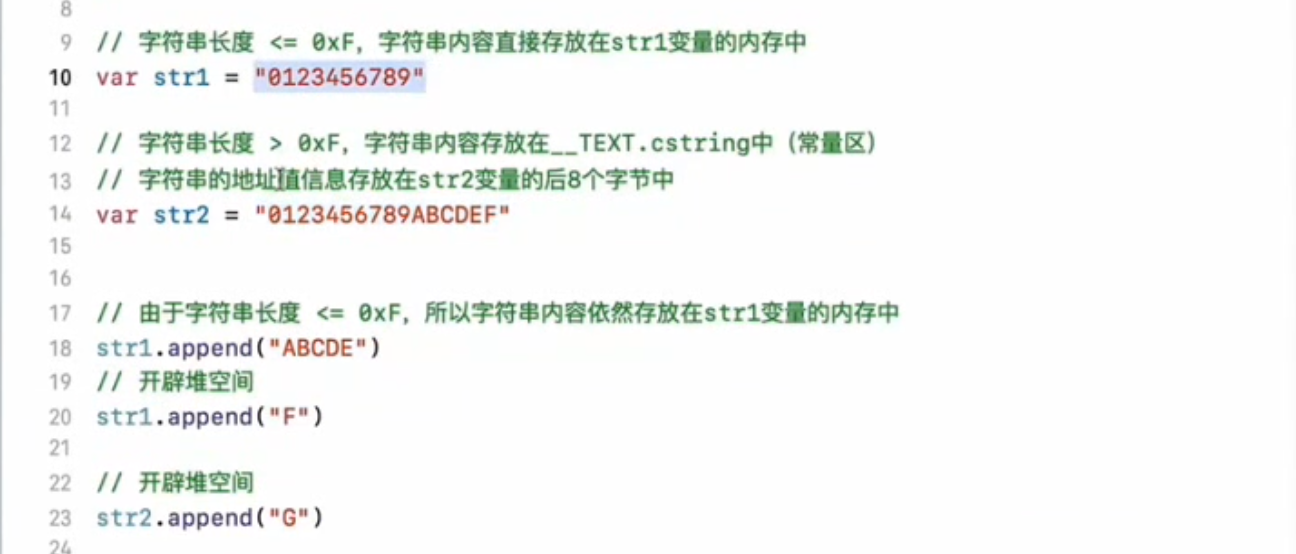 8
9 // 字符串长度 <= 0xF，字符串内容直接存放在str1变量的内存中
10 var str1 = "0123456789"
11
12 // 字符串长度 > 0xF，字符串内容存放在__TEXT.cstring中（常量区）
13 // 字符串的地址值信息存放在str2变量的后8个字节中
14 var str2 = "0123456789ABCDEF"
15
16
17 // 由于字符串长度 <= 0xF，所以字符串内容依然存放在str1变量的内存中
18 str1.append("ABCDE")
19 // 开辟堆空间
20 str1.append("F")
21
22 // 开辟堆空间
23 str2.append("G")
24